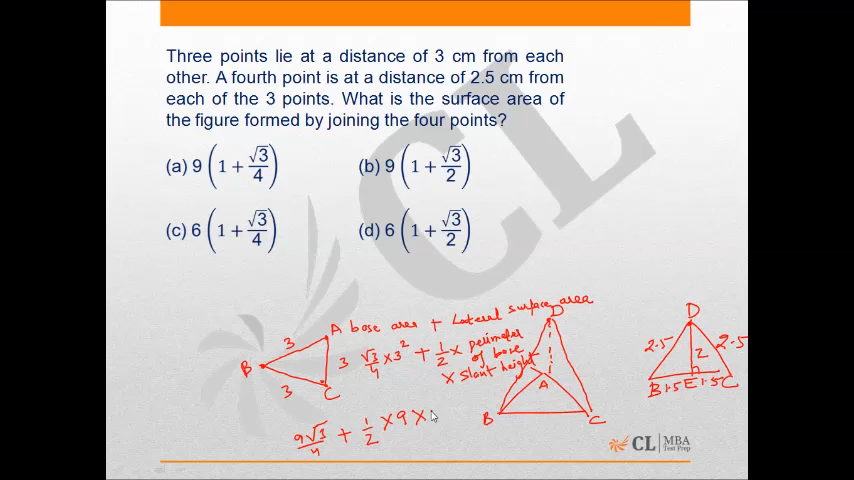 Three points lie at a distance of 3 cm from each
other. A fourth point is at a distance of 2.5 cm from
each of the 3 points. What is the surface area of
the figure formed by joining the four points?
(a) 9 (1 + √3/4)
(b) 9 (1 + √3/2)
(c) 6 (1 + √3/4)
(d) 6 (1 + √3/2)
CL
A base area + Lateral surface area
3 √3/4 × 3² + 1/2 × perimeter
of base
× slant height
9√3/4 + 1/2 × 9 ×
B
3
3
C
D
A
B
C
D
2.5
2.5
2
B 1.5 E 1.5 C
CL MBA
Test Prep